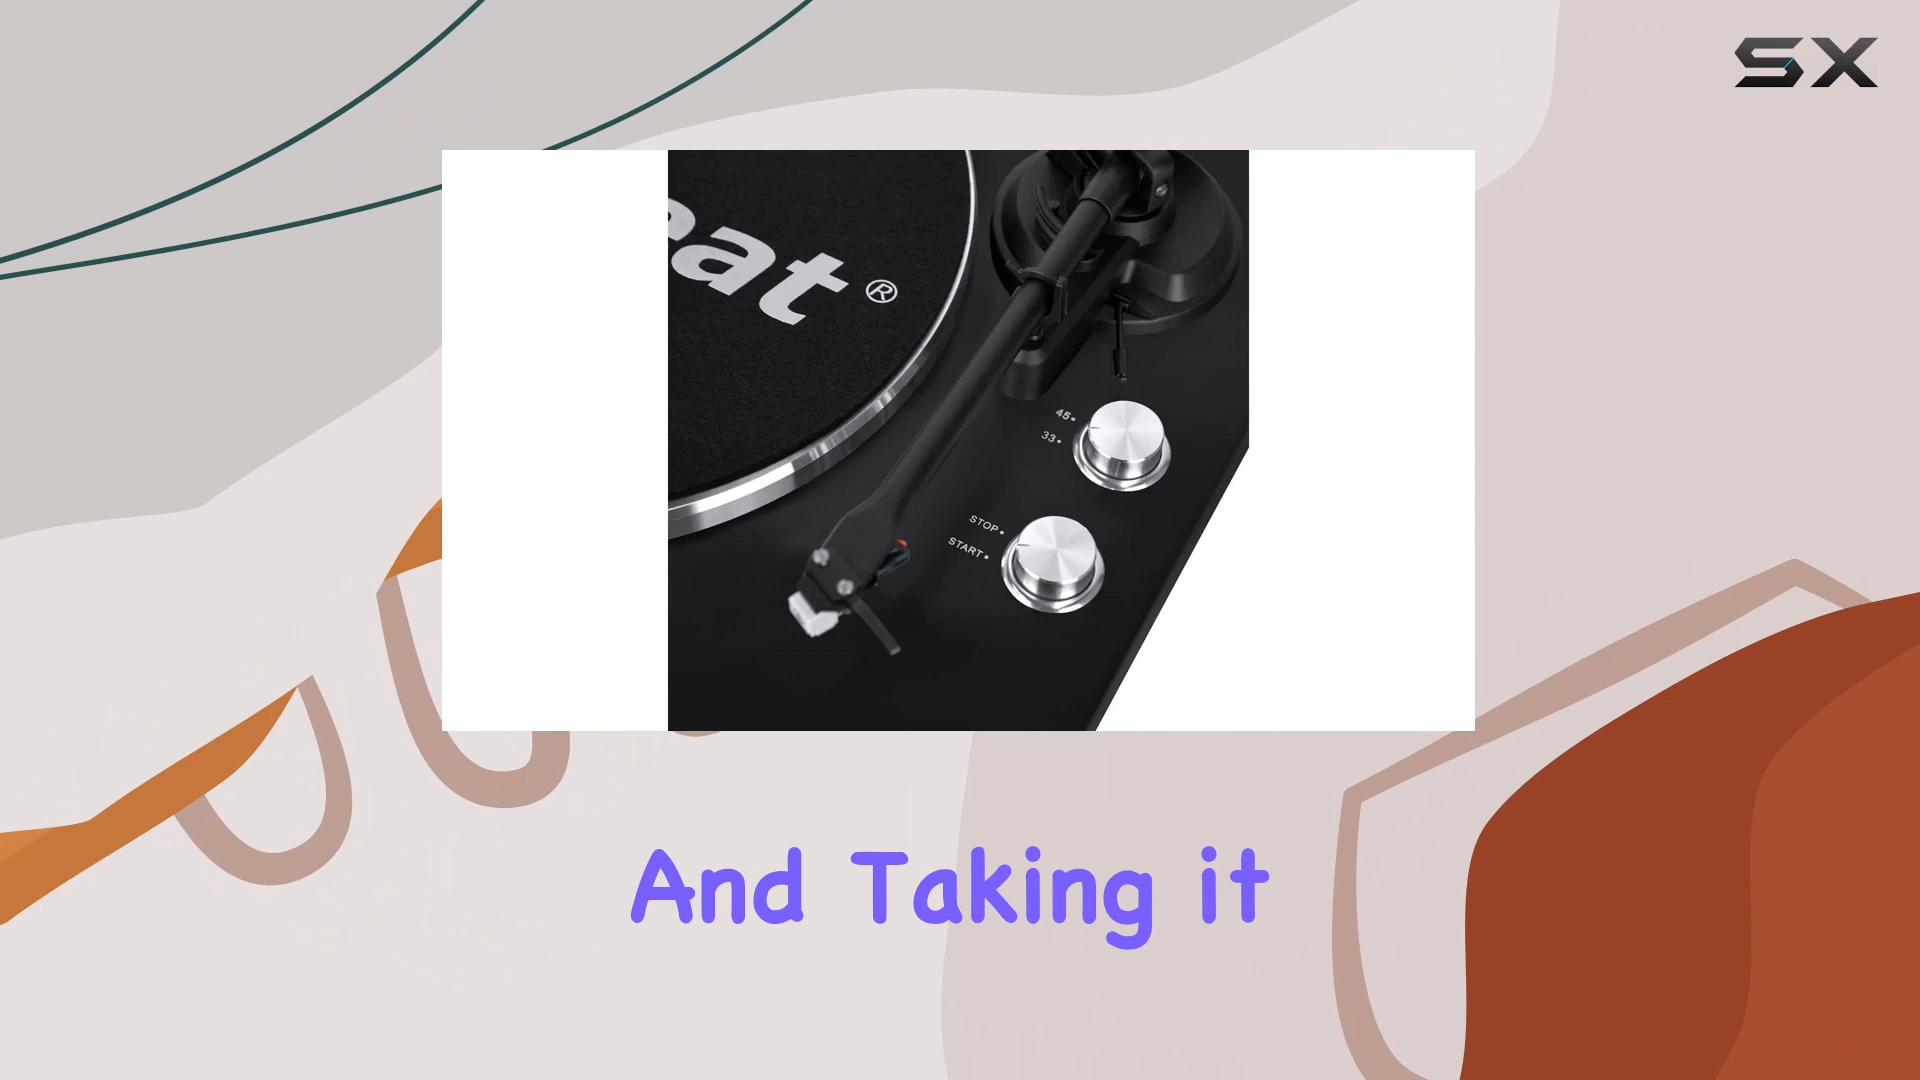 SX
eat®
45
33
STOP
START
And Taking it